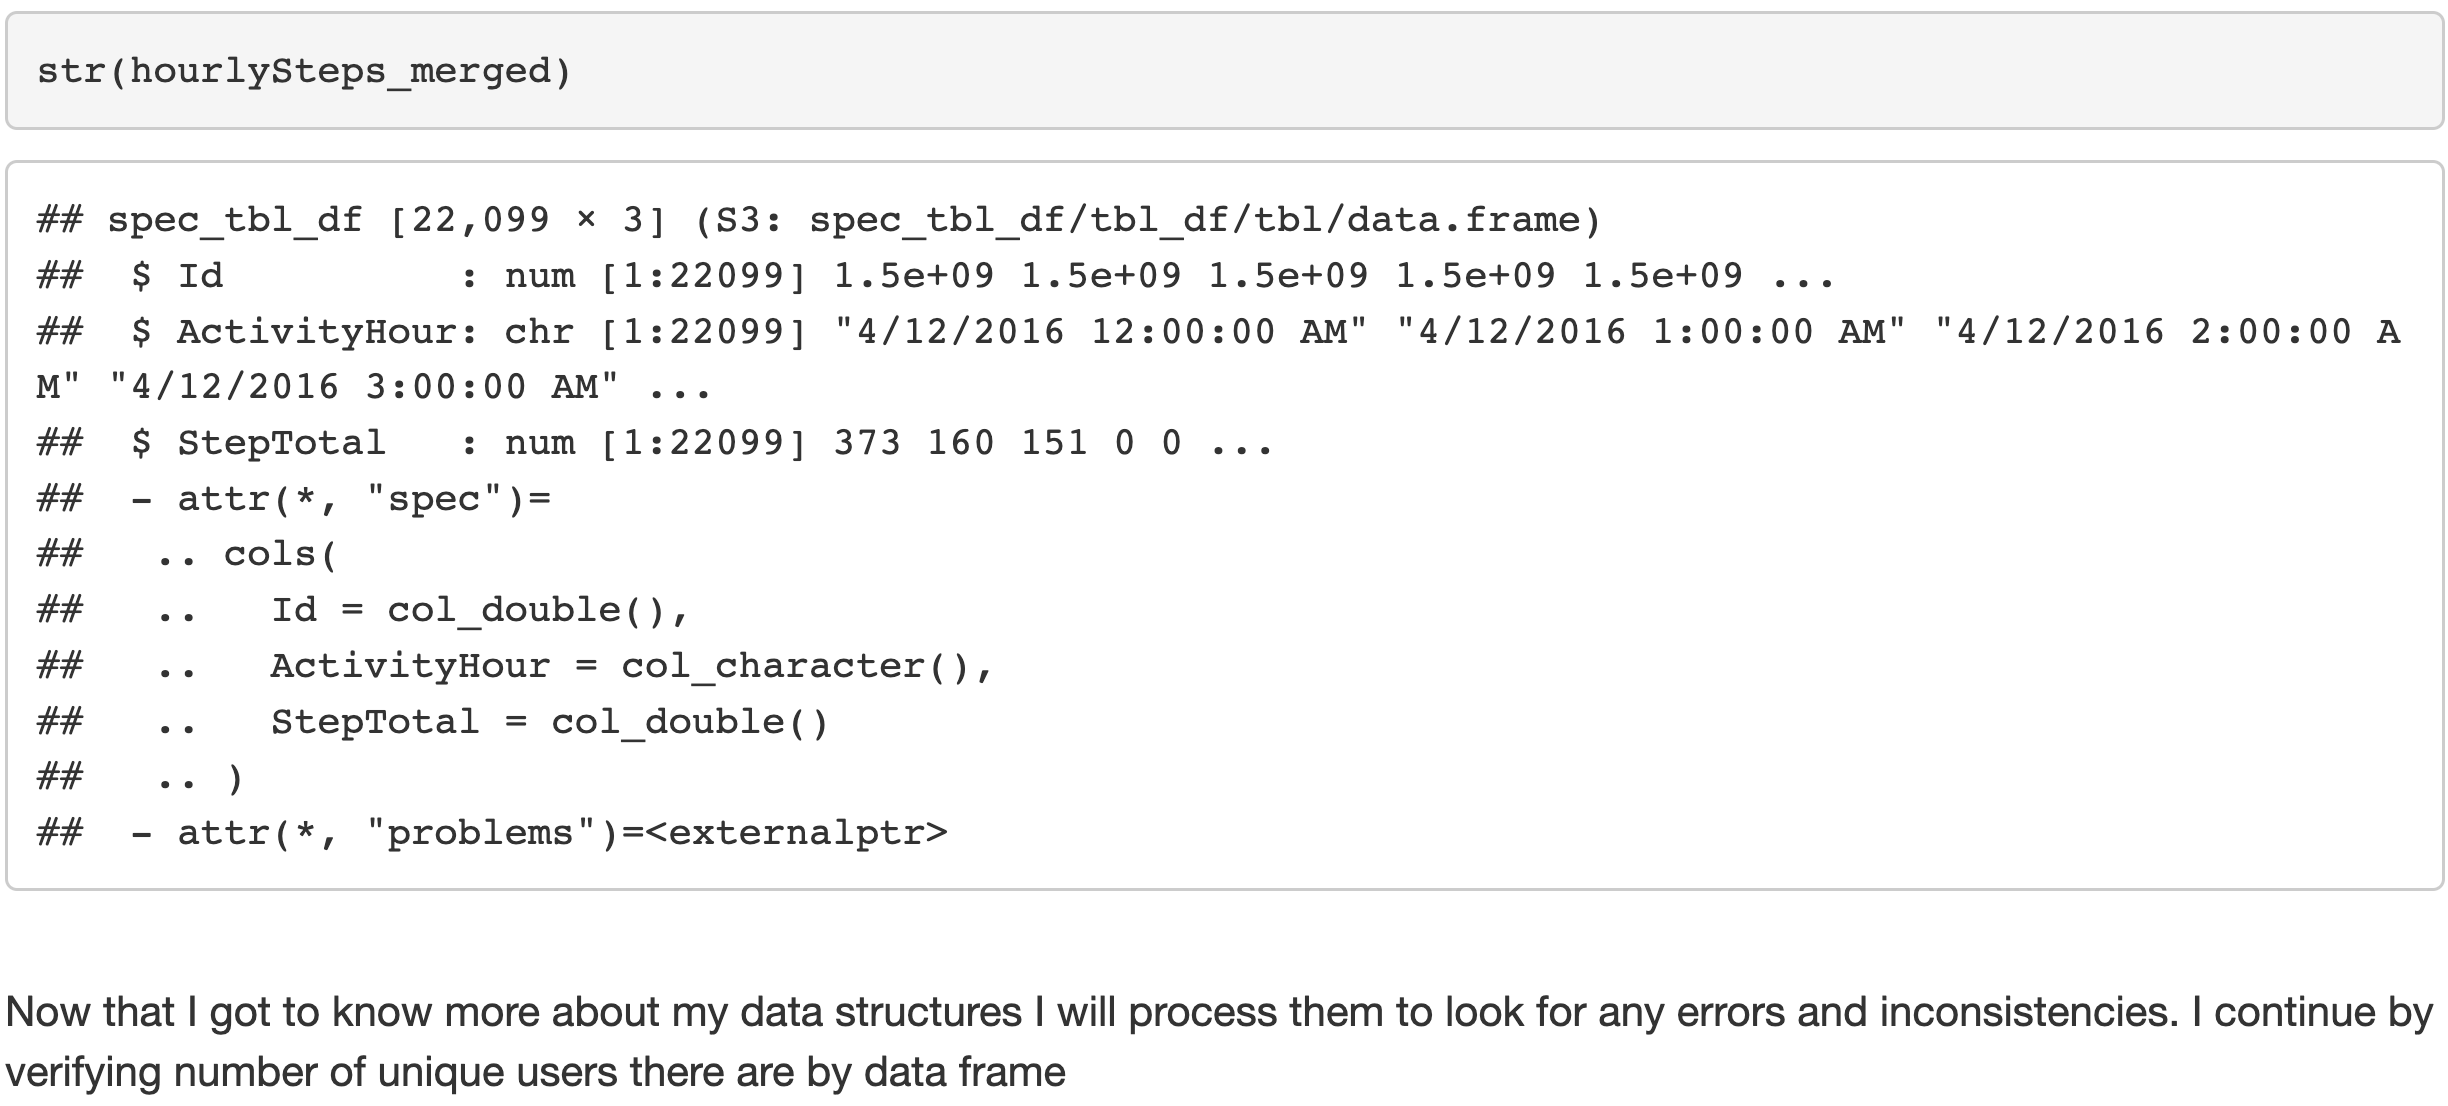 str(hourlySteps_merged)
## spec_tbl_df [22,099 × 3] (S3: spec_tbl_df/tbl_df/tbl/data.frame)
##  $ Id          : num [1:22099] 1.5e+09 1.5e+09 1.5e+09 1.5e+09 1.5e+09 ...
##  $ ActivityHour: chr [1:22099] "4/12/2016 12:00:00 AM" "4/12/2016 1:00:00 AM" "4/12/2016 2:00:00 A
M" "4/12/2016 3:00:00 AM" ...
##  $ StepTotal   : num [1:22099] 373 160 151 0 0 ...
##  - attr(*, "spec")=
##   .. cols(
##   ..   Id = col_double(),
##   ..   ActivityHour = col_character(),
##   ..   StepTotal = col_double()
##   .. )
##  - attr(*, "problems")=<externalptr>
Now that I got to know more about my data structures I will process them to look for any errors and inconsistencies. I continue by
verifying number of unique users there are by data frame